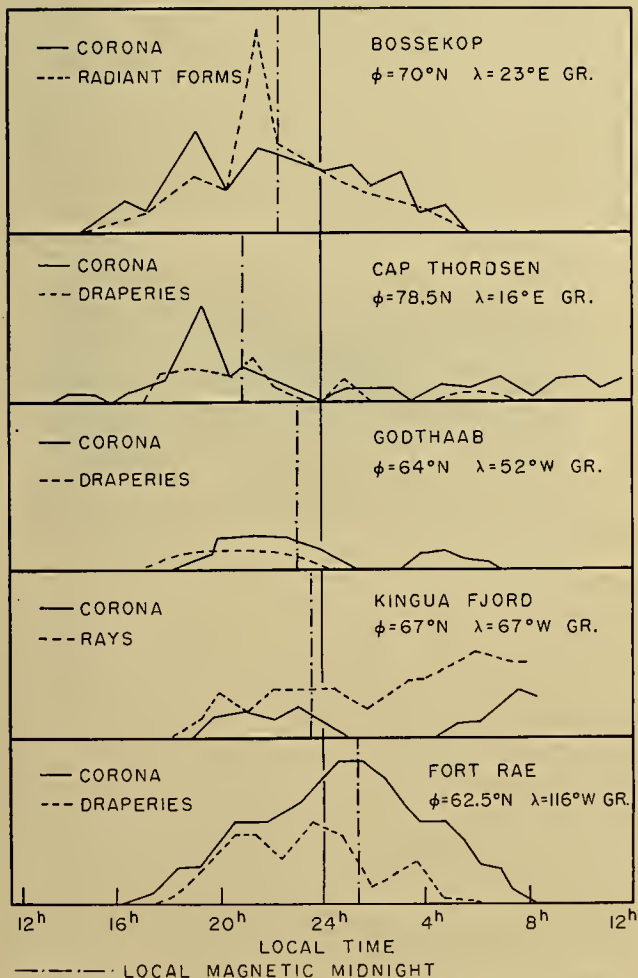 CORONA
RADIANT FORMS
BOSSEKOP
φ=70°N λ=23°E GR.
CORONA
DRAPERIES
CAP THORDSEN
φ=78.5N λ=16°E GR.
CORONA
DRAPERIES
GODTHAAB
φ=64°N λ=52°W GR.
CORONA
RAYS
KINGUA FJORD
φ=67°N λ=67°W GR.
CORONA
DRAPERIES
FORT RAE
φ=62.5°N λ=116°W GR.
12h 16h 20h 24h 4h 8h 12h
LOCAL TIME
LOCAL MAGNETIC MIDNIGHT